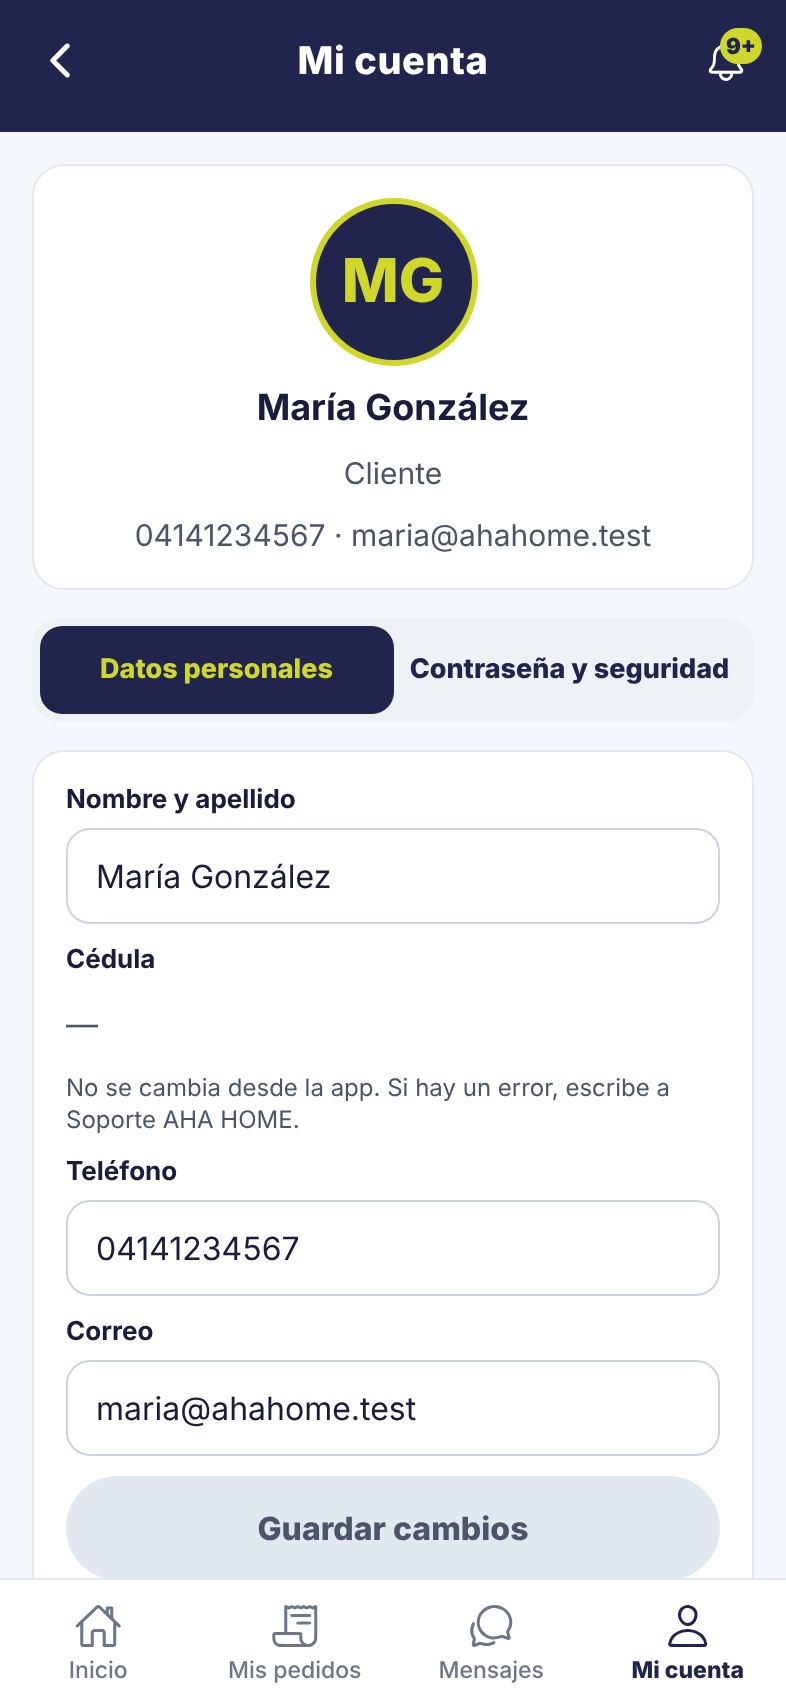 Mi cuenta
9+
MG
María González
Cliente
04141234567 · maria@ahahome.test
Datos personales
Contraseña y seguridad
Nombre y apellido
María González
Cédula
—
No se cambia desde la app. Si hay un error, escribe a
Soporte AHA HOME.
Teléfono
04141234567
Correo
maria@ahahome.test
Guardar cambios
Inicio
Mis pedidos
Mensajes
Mi cuenta